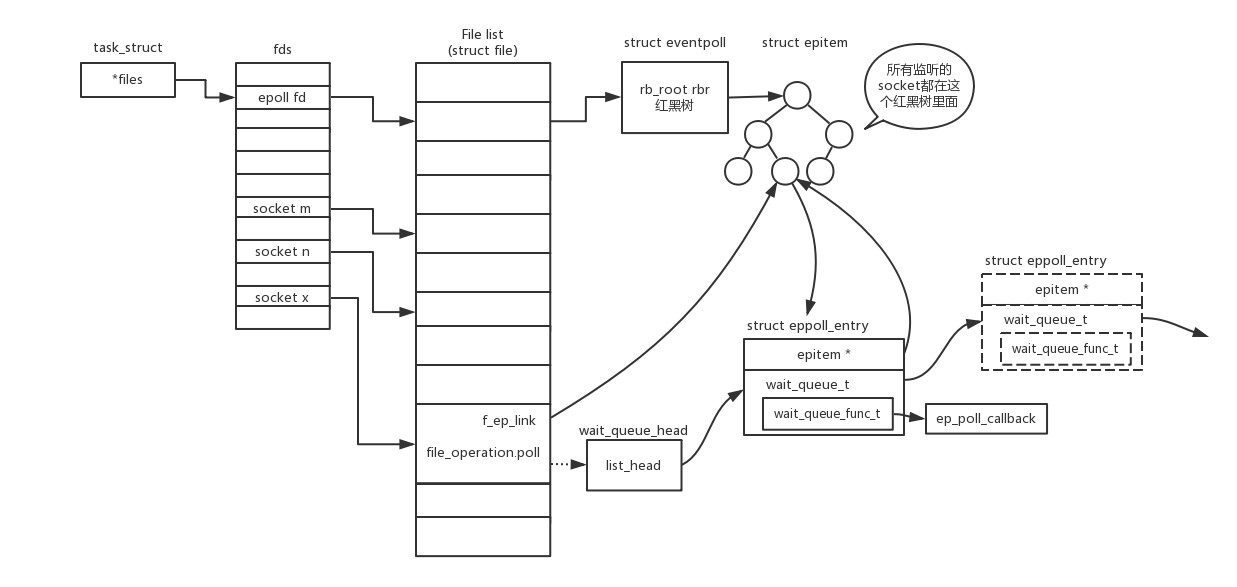 task_struct
*files
fds
epoll fd
socket m
socket n
socket x
File list
(struct file)
f_ep_link
file_operation.poll
struct eventpoll
rb_root rbr
红黑树
struct epitem
所有监听的
socket都在这
个红黑树里面
wait_queue_head
list_head
struct eppoll_entry
epitem *
wait_queue_t
wait_queue_func_t
ep_poll_callback
struct eppoll_entry
epitem *
wait_queue_t
wait_queue_func_t